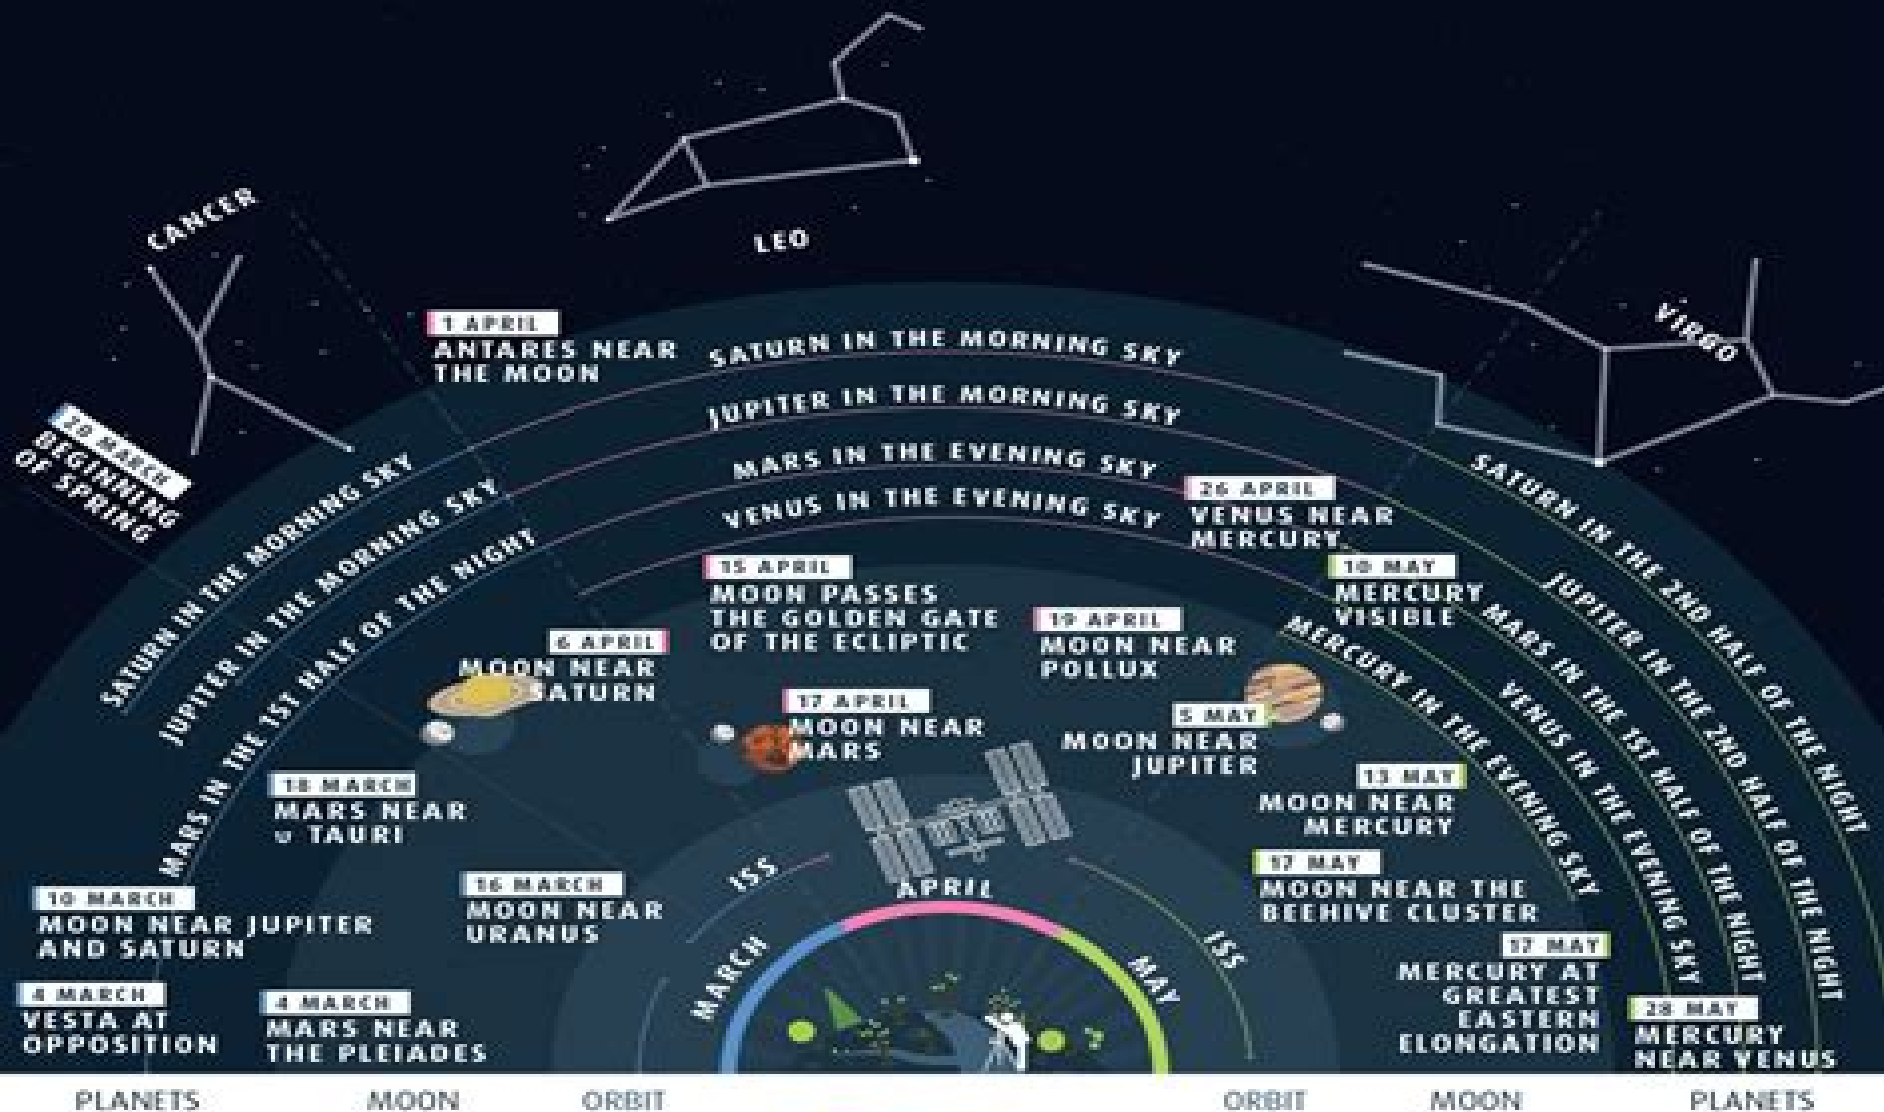 CANCER
LEO
VIRGO
20 MARCH
BEGINNING
OF SPRING
1 APRIL
ANTARES NEAR
THE MOON
SATURN IN THE MORNING SKY
JUPITER IN THE MORNING SKY
MARS IN THE EVENING SKY
VENUS IN THE EVENING SKY
SATURN IN THE MORNING SKY
JUPITER IN THE MORNING SKY
MARS IN THE 1ST HALF OF THE NIGHT
SATURN IN THE 2ND HALF OF THE NIGHT
JUPITER IN THE 2ND HALF OF THE NIGHT
MARS IN THE 1ST HALF OF THE NIGHT
VENUS IN THE EVENING SKY
MERCURY IN THE EVENING SKY
26 APRIL
VENUS NEAR
MERCURY
10 MAY
MERCURY
VISIBLE
15 APRIL
MOON PASSES
THE GOLDEN GATE
OF THE ECLIPTIC
19 APRIL
MOON NEAR
POLLUX
6 APRIL
MOON NEAR
SATURN
17 APRIL
MOON NEAR
MARS
5 MAY
MOON NEAR
JUPITER
13 MAY
MOON NEAR
MERCURY
18 MARCH
MARS NEAR
υ TAURI
16 MARCH
MOON NEAR
URANUS
17 MAY
MOON NEAR THE
BEEHIVE CLUSTER
10 MARCH
MOON NEAR JUPITER
AND SATURN
17 MAY
MERCURY AT
GREATEST
EASTERN
ELONGATION
4 MARCH
VESTA AT
OPPOSITION
4 MARCH
MARS NEAR
THE PLEIADES
28 MAY
MERCURY
NEAR VENUS
ISS
ISS
MARCH
APRIL
MAY
PLANETS MOON ORBIT ORBIT MOON PLANETS